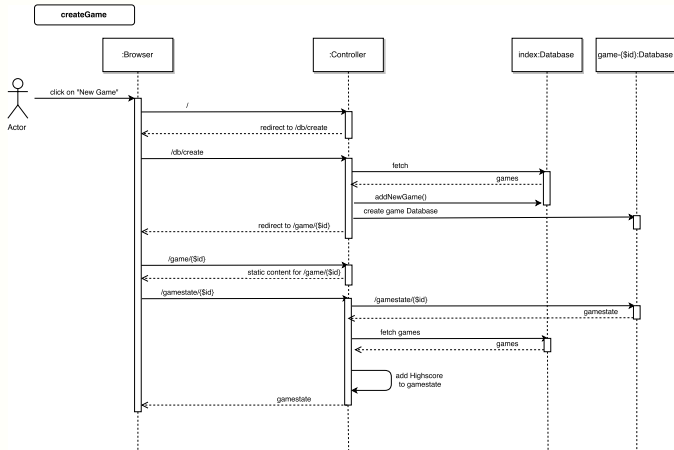 createGame
:Browser
:Controller
index:Database
game-{$id}:Database
click on "New Game"
Actor
/
redirect to /db/create
/db/create
fetch
games
addNewGame()
create game Database
redirect to /game/{$id}
/game/{$id}
static content for /game/{$id}
/gamestate/{$id}
/gamestate/{$id}
gamestate
fetch games
games
add Highscore
to gamestate
gamestate